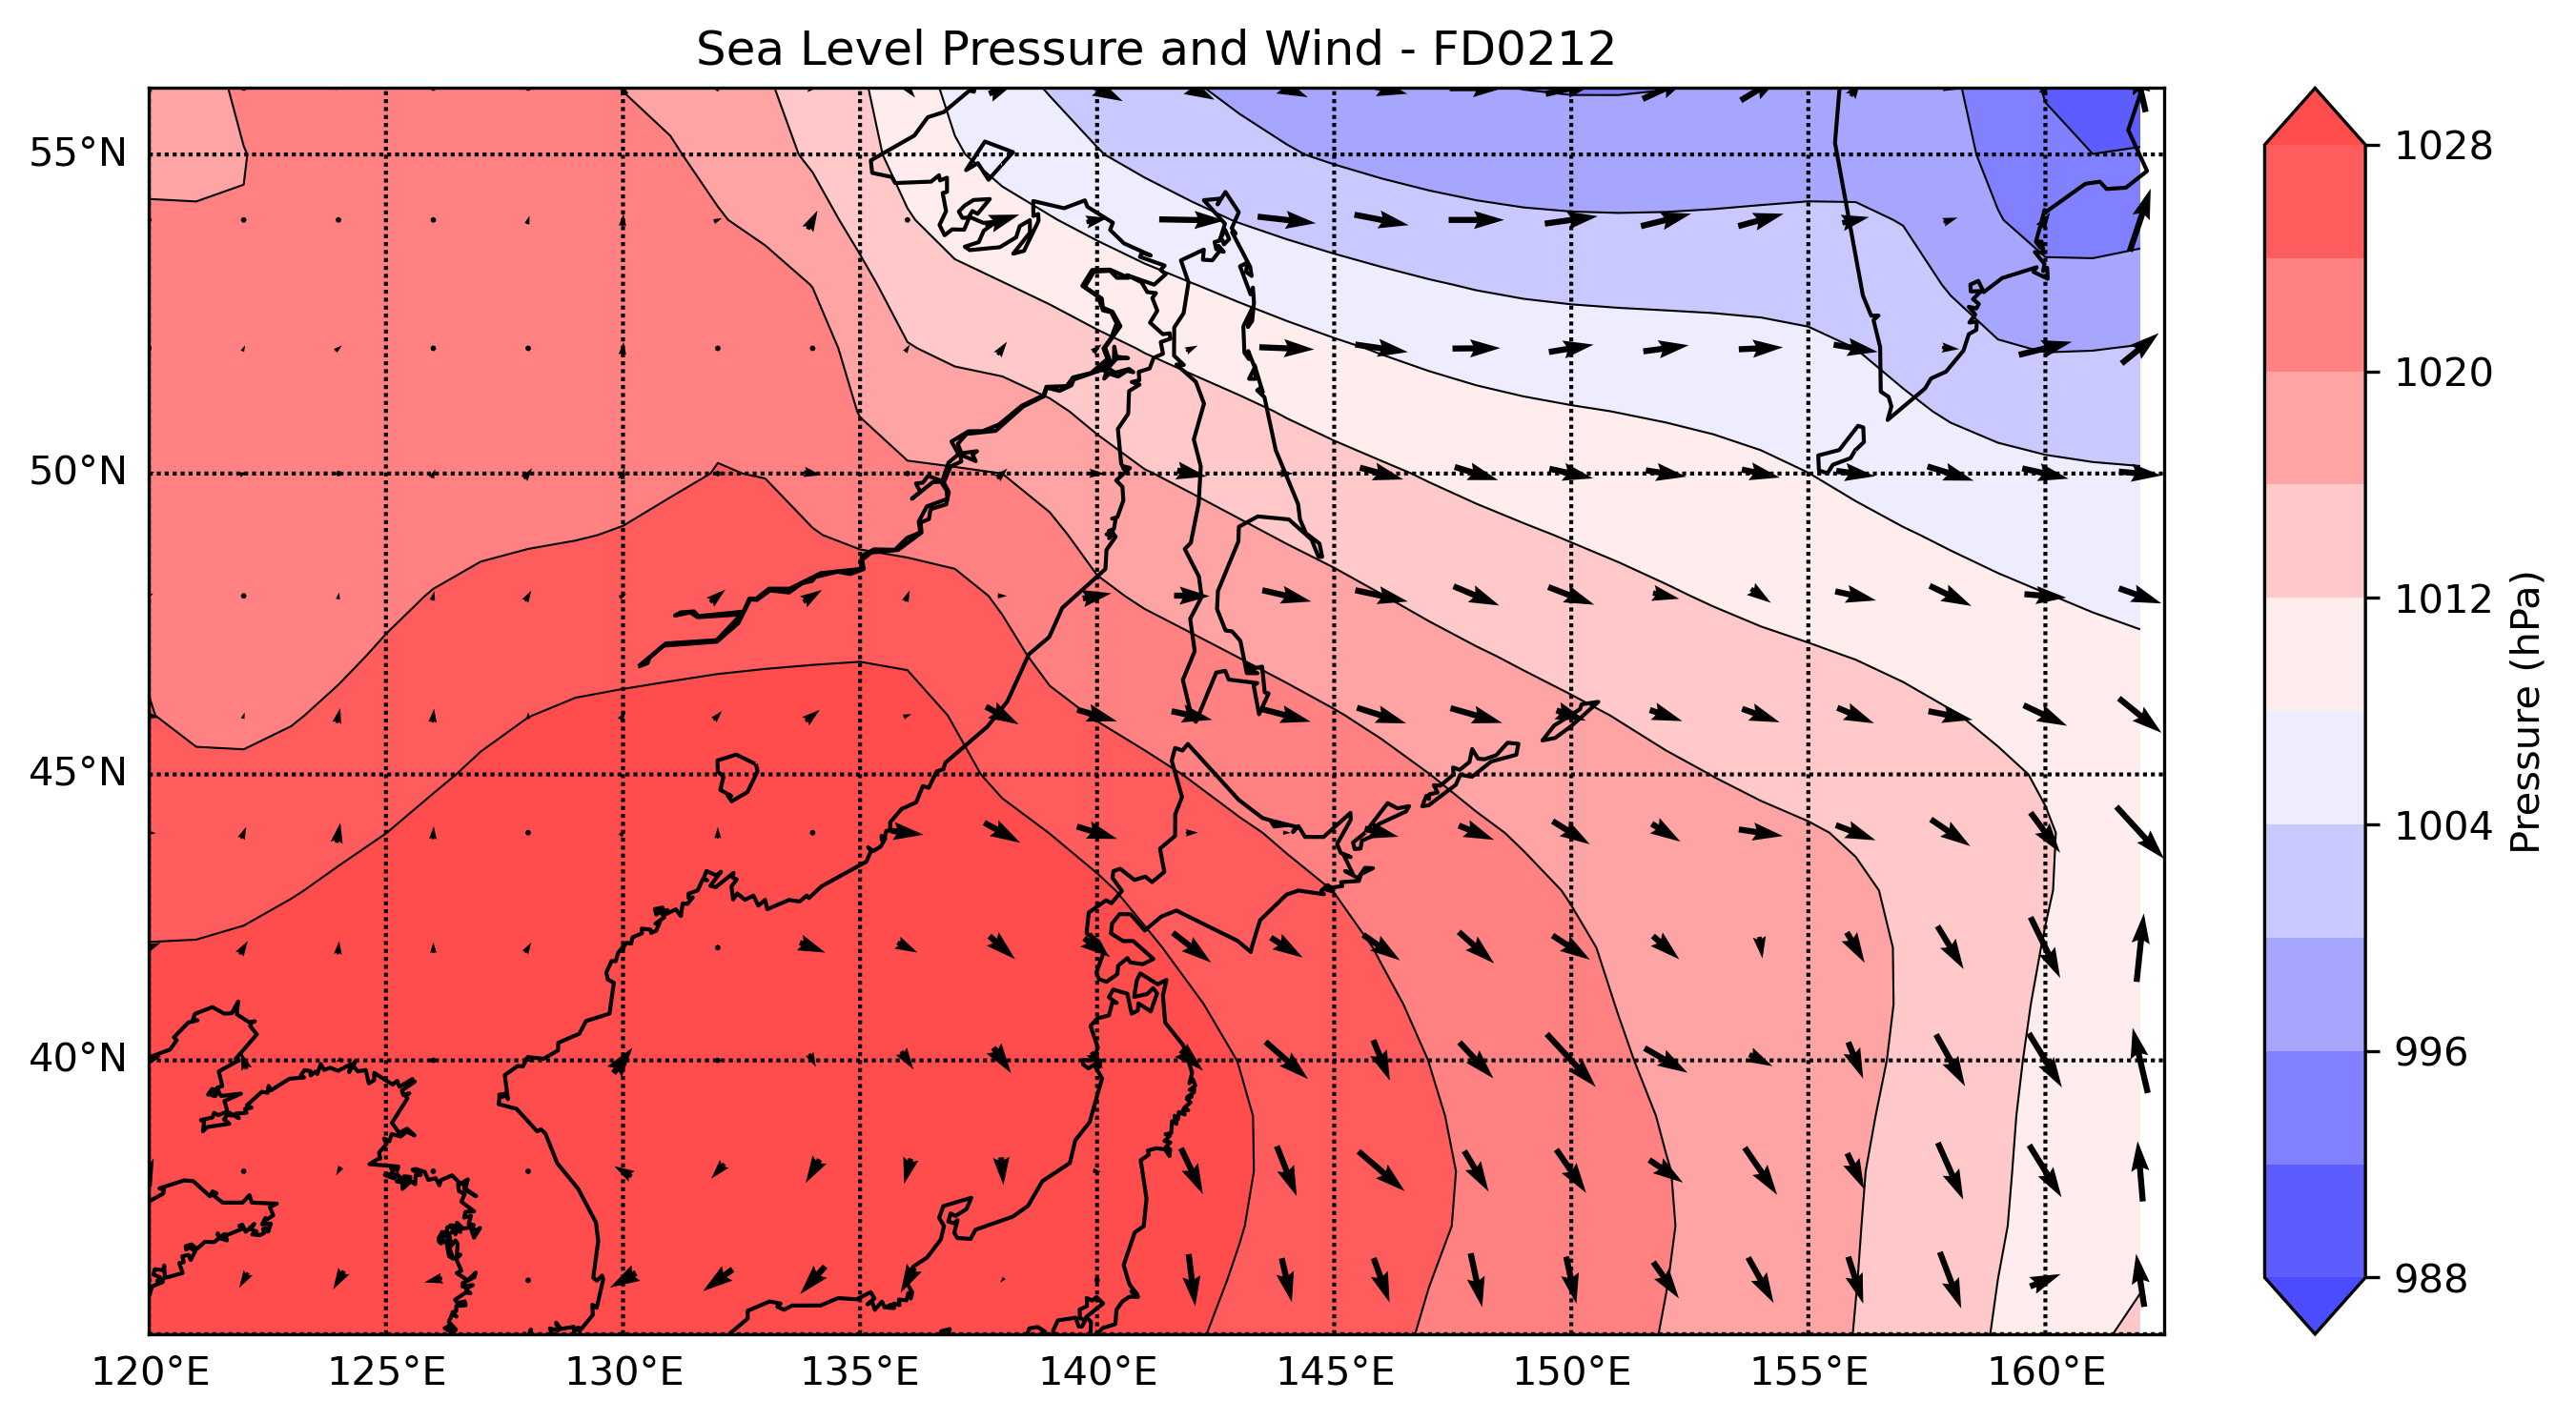 Sea Level Pressure and Wind - FD0212
55°N
50°N
45°N
40°N
120°E 125°E 130°E 135°E 140°E 145°E 150°E 155°E 160°E
1028
1020
1012
1004
996
988
Pressure (hPa)